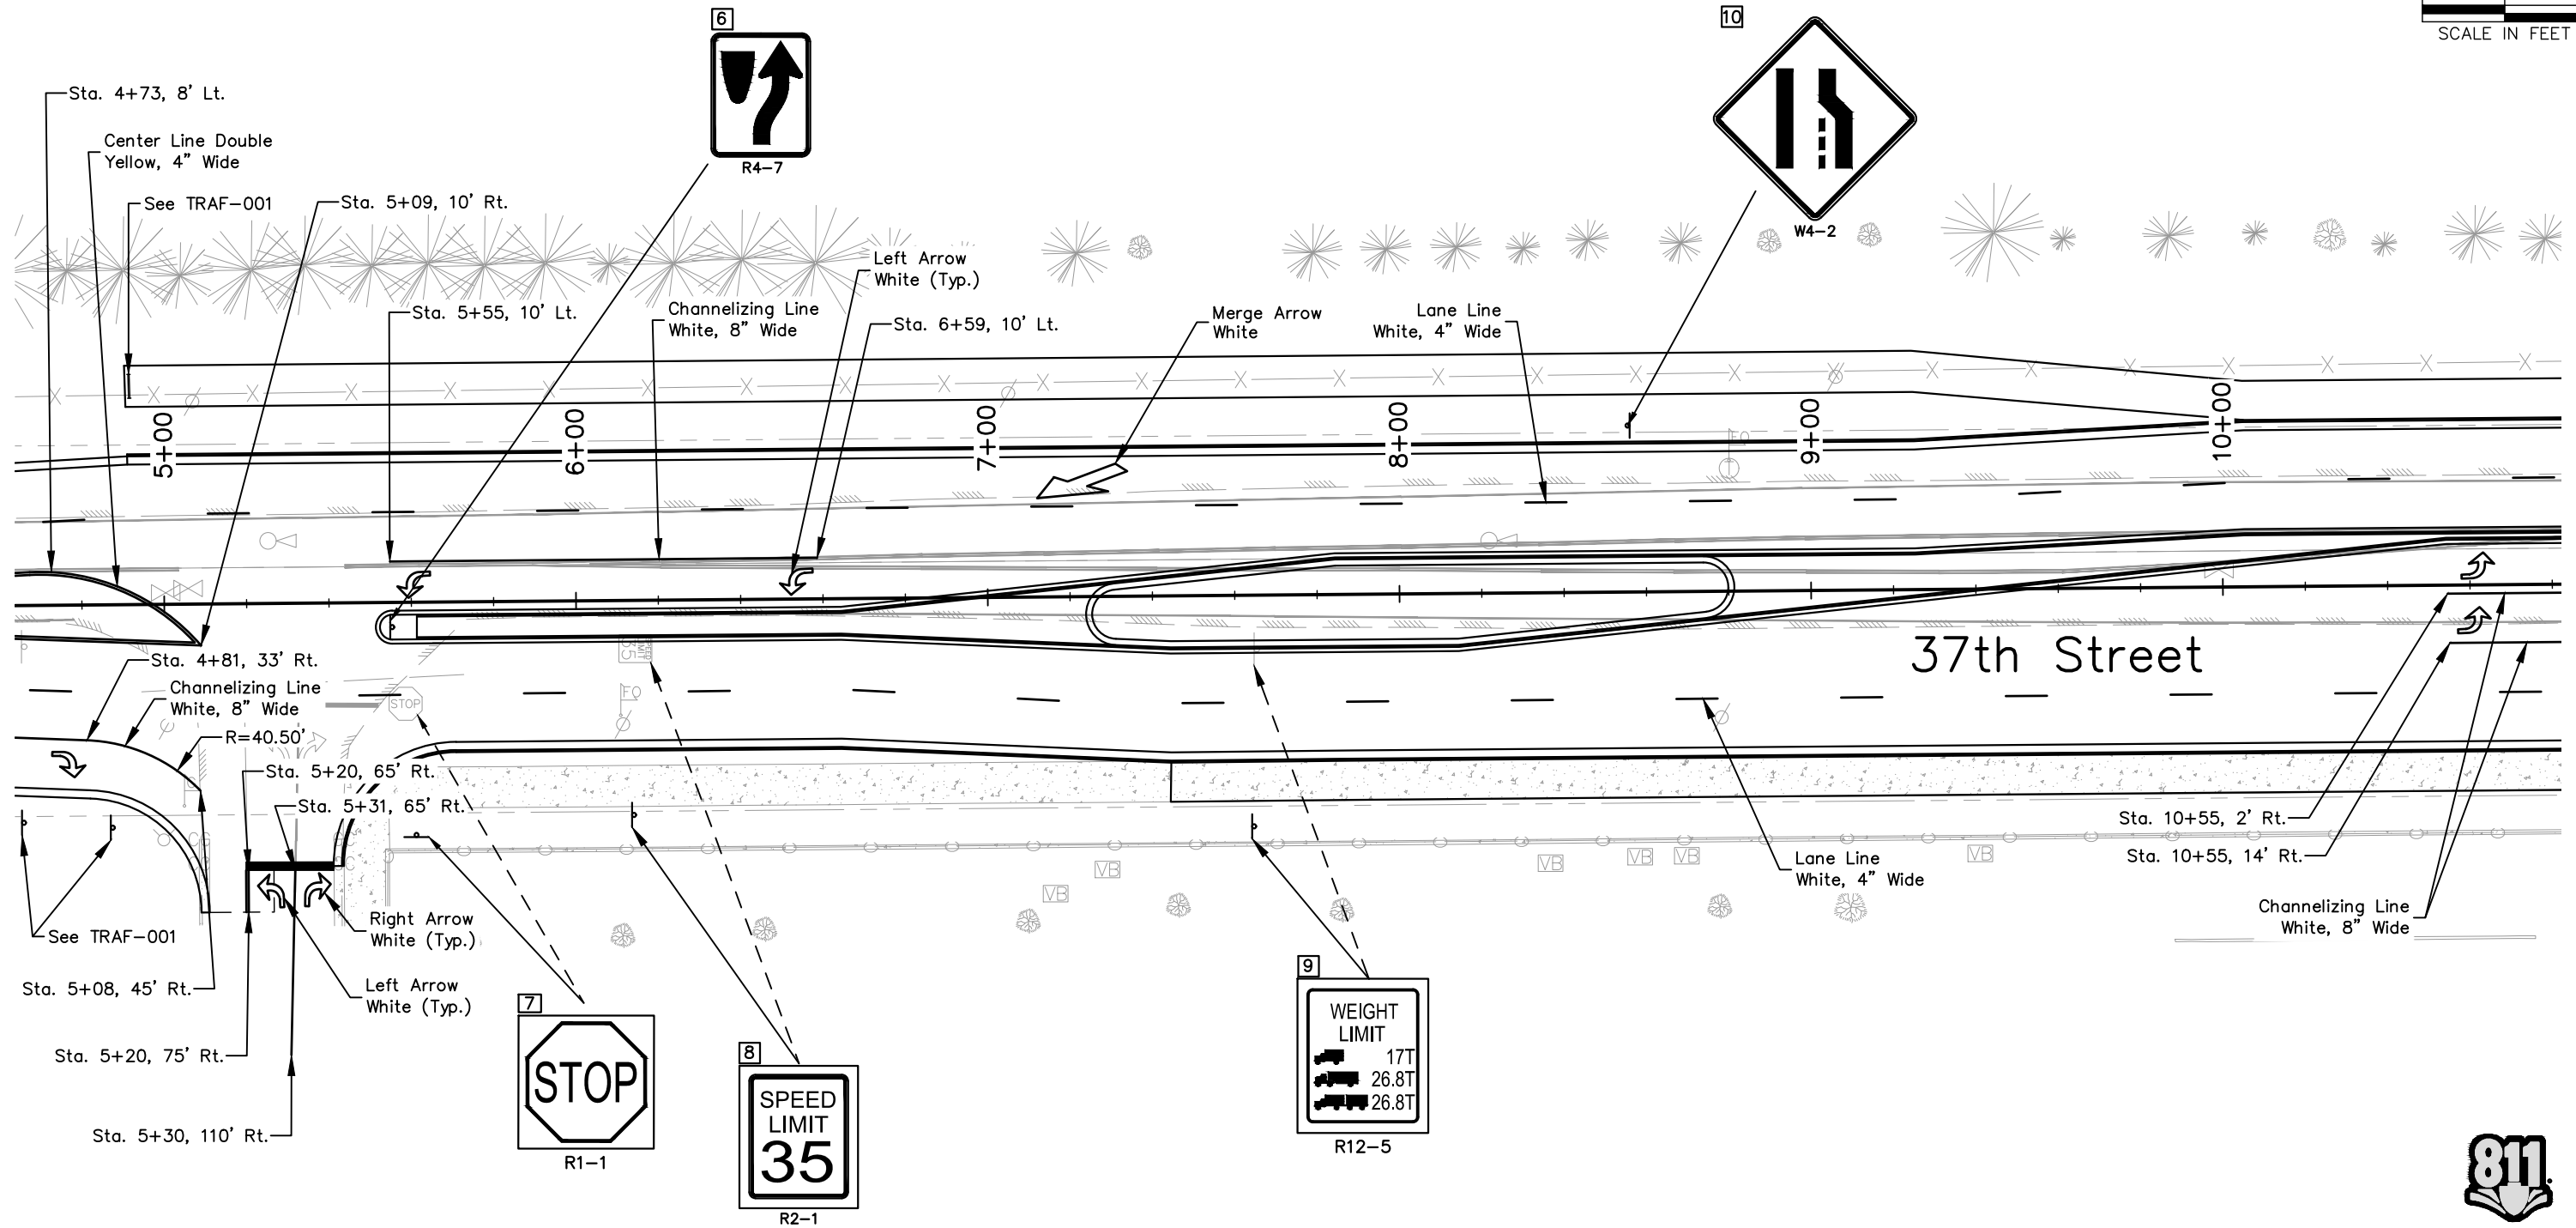 6
R4-7
10
W4-2
SCALE IN FEET
Sta. 4+73, 8' Lt.
Center Line Double
Yellow, 4" Wide
See TRAF-001
Sta. 5+09, 10' Rt.
Left Arrow
White (Typ.)
Sta. 5+55, 10' Lt.
Channelizing Line
White, 8" Wide
Sta. 6+59, 10' Lt.
Merge Arrow
White
Lane Line
White, 4" Wide
5+00
6+00
7+00
8+00
9+00
10+00
37th Street
Sta. 4+81, 33' Rt.
Channelizing Line
White, 8" Wide
R=40.50'
STOP
SPEED
LIMIT
35
Sta. 5+20, 65' Rt.
Sta. 5+31, 65' Rt.
Sta. 10+55, 2' Rt.
Sta. 10+55, 14' Rt.
Lane Line
White, 4" Wide
VB
VB
VB
VB
VB
VB
Channelizing Line
White, 8" Wide
See TRAF-001
Right Arrow
White (Typ.)
Sta. 5+08, 45' Rt.
Left Arrow
White (Typ.)
Sta. 5+20, 75' Rt.
Sta. 5+30, 110' Rt.
7
STOP
R1-1
8
SPEED
LIMIT
35
R2-1
9
WEIGHT
LIMIT
17T
26.8T
26.8T
R12-5
811